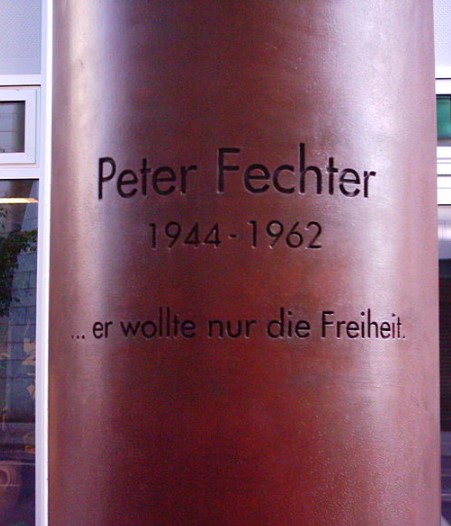 Peter Fechter
1944 - 1962
... er wollte nur die Freiheit.